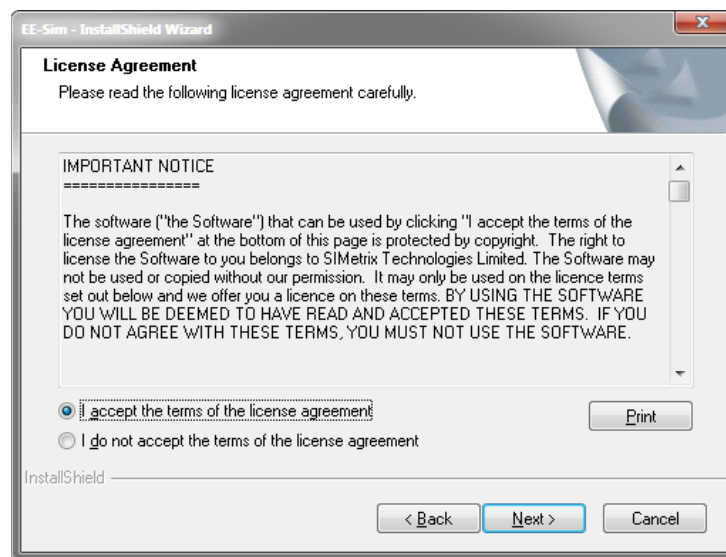 EE-Sim - InstallShield Wizard
License Agreement
Please read the following license agreement carefully.
IMPORTANT NOTICE
================
The software ("the Software") that can be used by clicking "I accept the terms of the
license agreement" at the bottom of this page is protected by copyright.  The right to
license the Software to you belongs to SIMetrix Technologies Limited. The Software may
not be used or copied without our permission.  It may only be used on the licence terms
set out below and we offer you a licence on these terms. BY USING THE SOFTWARE
YOU WILL BE DEEMED TO HAVE READ AND ACCEPTED THESE TERMS.  IF YOU
DO NOT AGREE WITH THESE TERMS, YOU MUST NOT USE THE SOFTWARE.
I accept the terms of the license agreement
Print
I do not accept the terms of the license agreement
InstallShield
< Back
Next >
Cancel